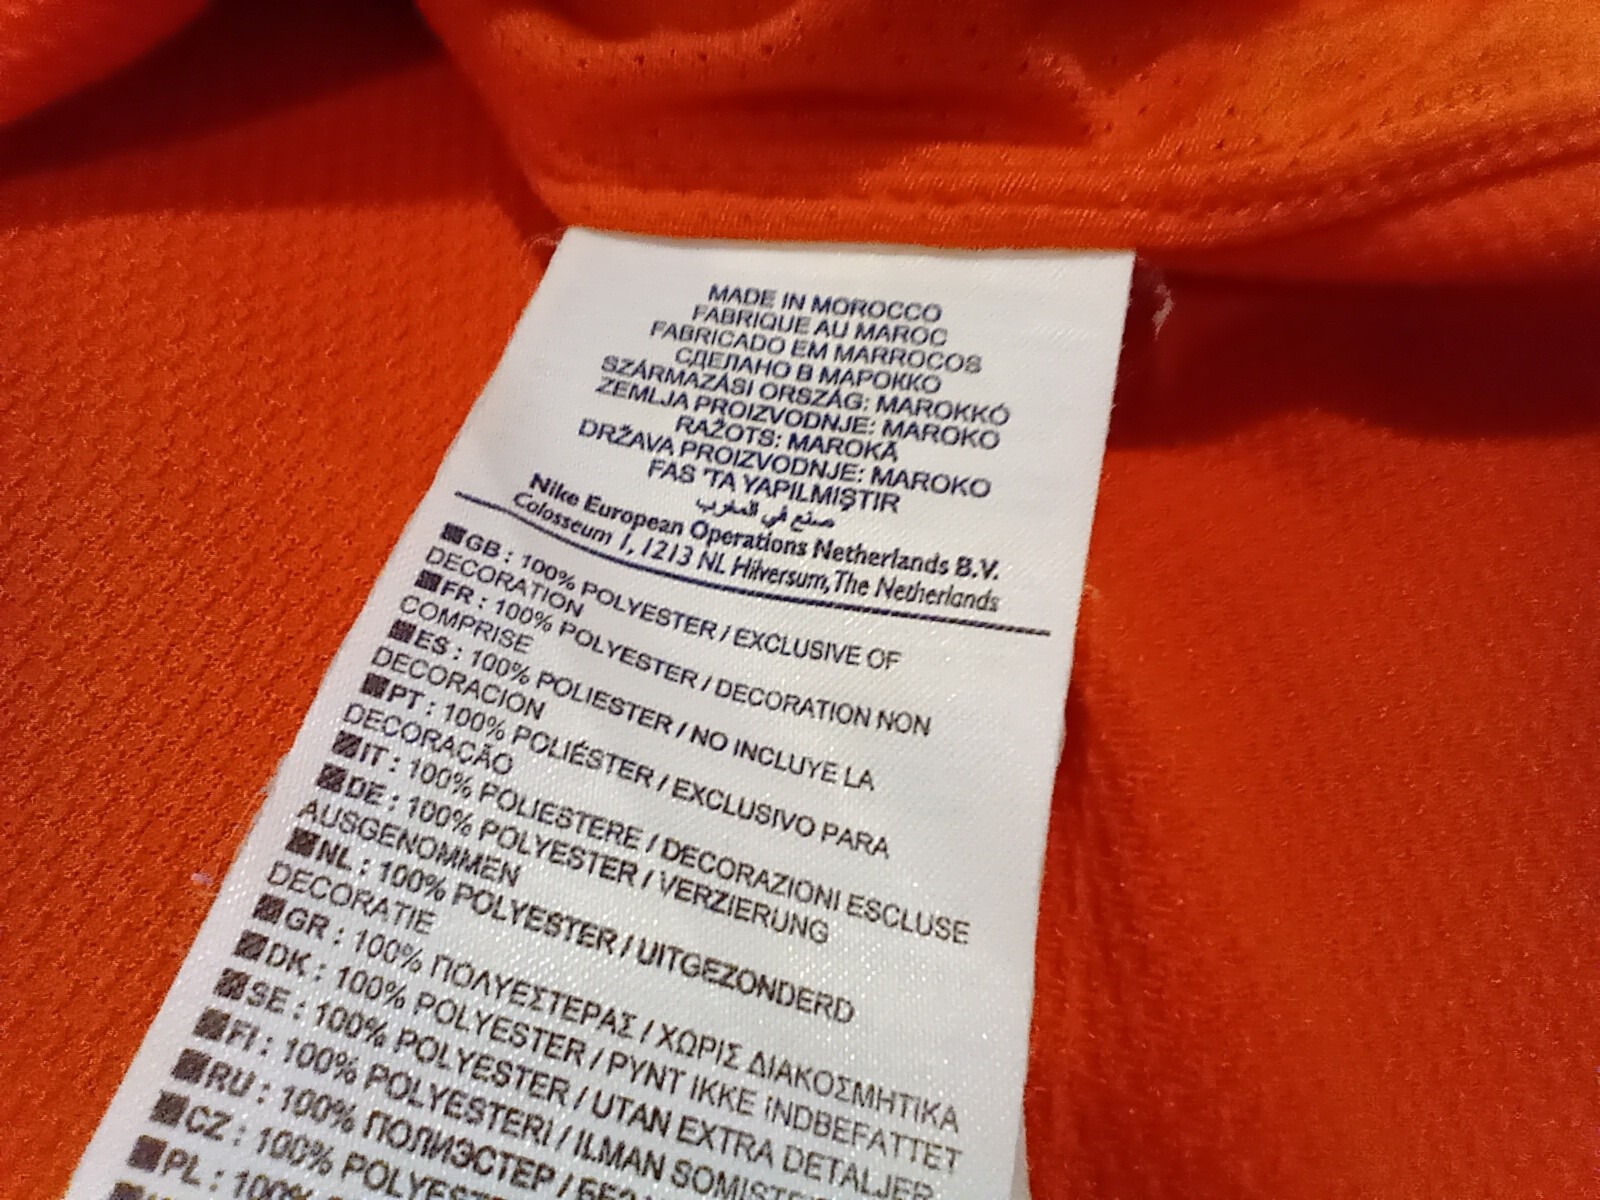 MADE IN MOROCCO
FABRIQUE AU MAROC
FABRICADO EM MARROCOS
СДЕЛАНО В МАРОККО
SZÁRMAZÁSI ORSZÁG: MAROKKÓ
ZEMLJA PROIZVODNJE: MAROKO
RAŽOTS: MAROKĀ
DRŽAVA PROIZVODNJE: MAROKO
FAS 'TA YAPILMIŞTIR
صنع في المغرب
Nike European Operations Netherlands B.V.
Colosseum 1, 1213 NL Hilversum, The Netherlands
GB : 100% POLYESTER / EXCLUSIVE OF
DECORATION
FR : 100% POLYESTER / DECORATION NON
COMPRISE
ES : 100% POLIESTER / NO INCLUYE LA
DECORACION
PT : 100% POLIÉSTER / EXCLUSIVO PARA
DECORAÇÃO
IT : 100% POLIESTERE / DECORAZIONI ESCLUSE
DE : 100% POLYESTER / VERZIERUNG
AUSGENOMMEN
NL : 100% POLYESTER / UITGEZONDERD
DECORATIE
GR : 100% ΠΟΛΥΕΣΤΕΡΑΣ / ΧΩΡΙΣ ΔΙΑΚΟΣΜΗΤΙΚΑ
DK : 100% POLYESTER / PYNT IKKE INDBEFATTET
SE : 100% POLYESTER / UTAN EXTRA DETALJER
FI : 100% POLYESTERI / ILMAN
RU : 100% ПОЛИЭСТЕР /
CZ : 100% POLYESTER
PL : 100%